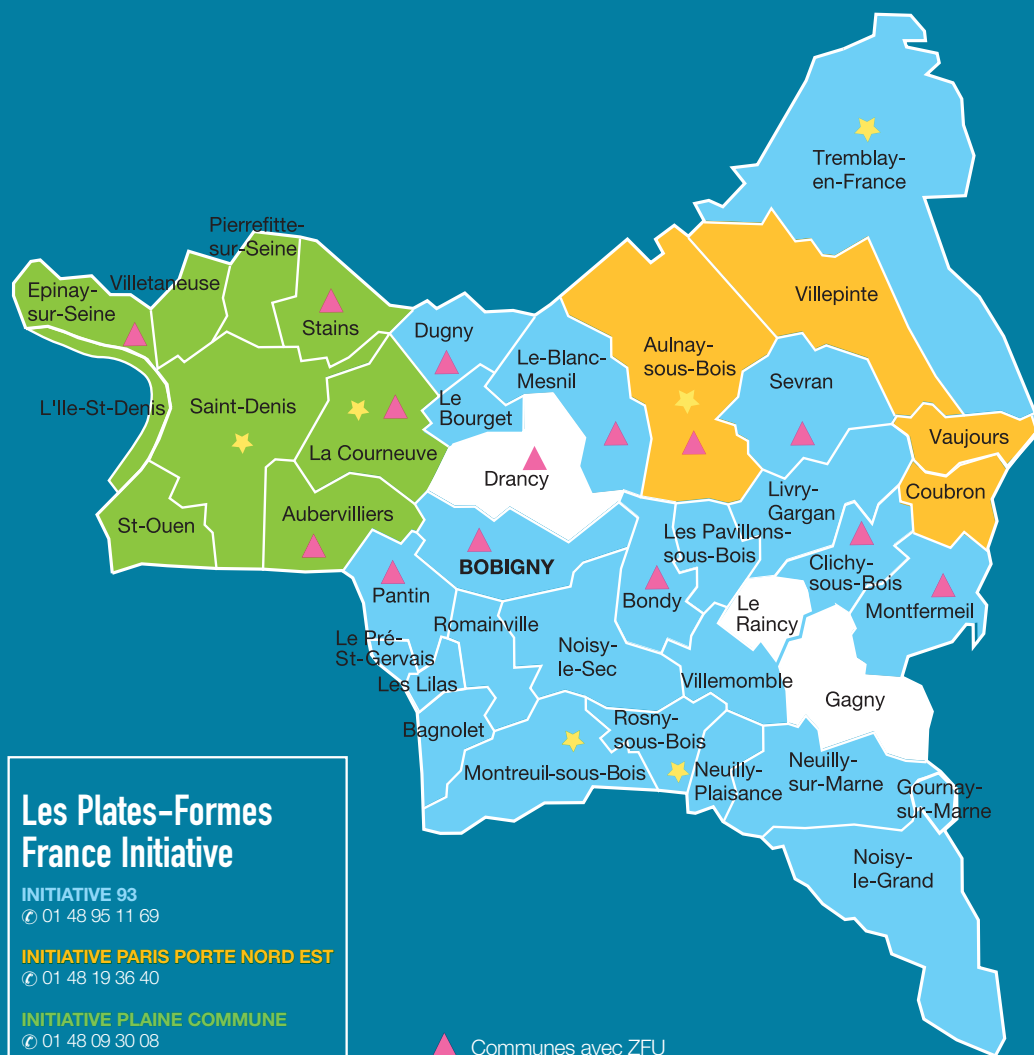 Tremblay-
en-France
Pierrefitte-
sur-Seine
Villetaneuse
Epinay-
sur-Seine
Villepinte
Stains
Dugny
Aulnay-
sous-Bois
Le-Blanc-
Mesnil
Sevran
L'Ile-St-Denis
Saint-Denis
Le
Bourget
Vaujours
La Courneuve
Drancy
Livry-
Gargan
Coubron
St-Ouen
Aubervilliers
Les Pavillons-
sous-Bois
BOBIGNY
Clichy-
sous-Bois
Pantin
Bondy
Le
Raincy
Montfermeil
Romainville
Le Pré-
St-Gervais
Noisy-
le-Sec
Les Lilas
Villemomble
Gagny
Bagnolet
Rosny-
sous-Bois
Montreuil-sous-Bois
Neuilly-
Plaisance
Neuilly-
sur-Marne
Gournay-
sur-Marne
Noisy-
le-Grand
Les Plates-Formes
France Initiative
INITIATIVE 93
✆ 01 48 95 11 69
INITIATIVE PARIS PORTE NORD EST
✆ 01 48 19 36 40
INITIATIVE PLAINE COMMUNE
✆ 01 48 09 30 08
Communes avec ZFU